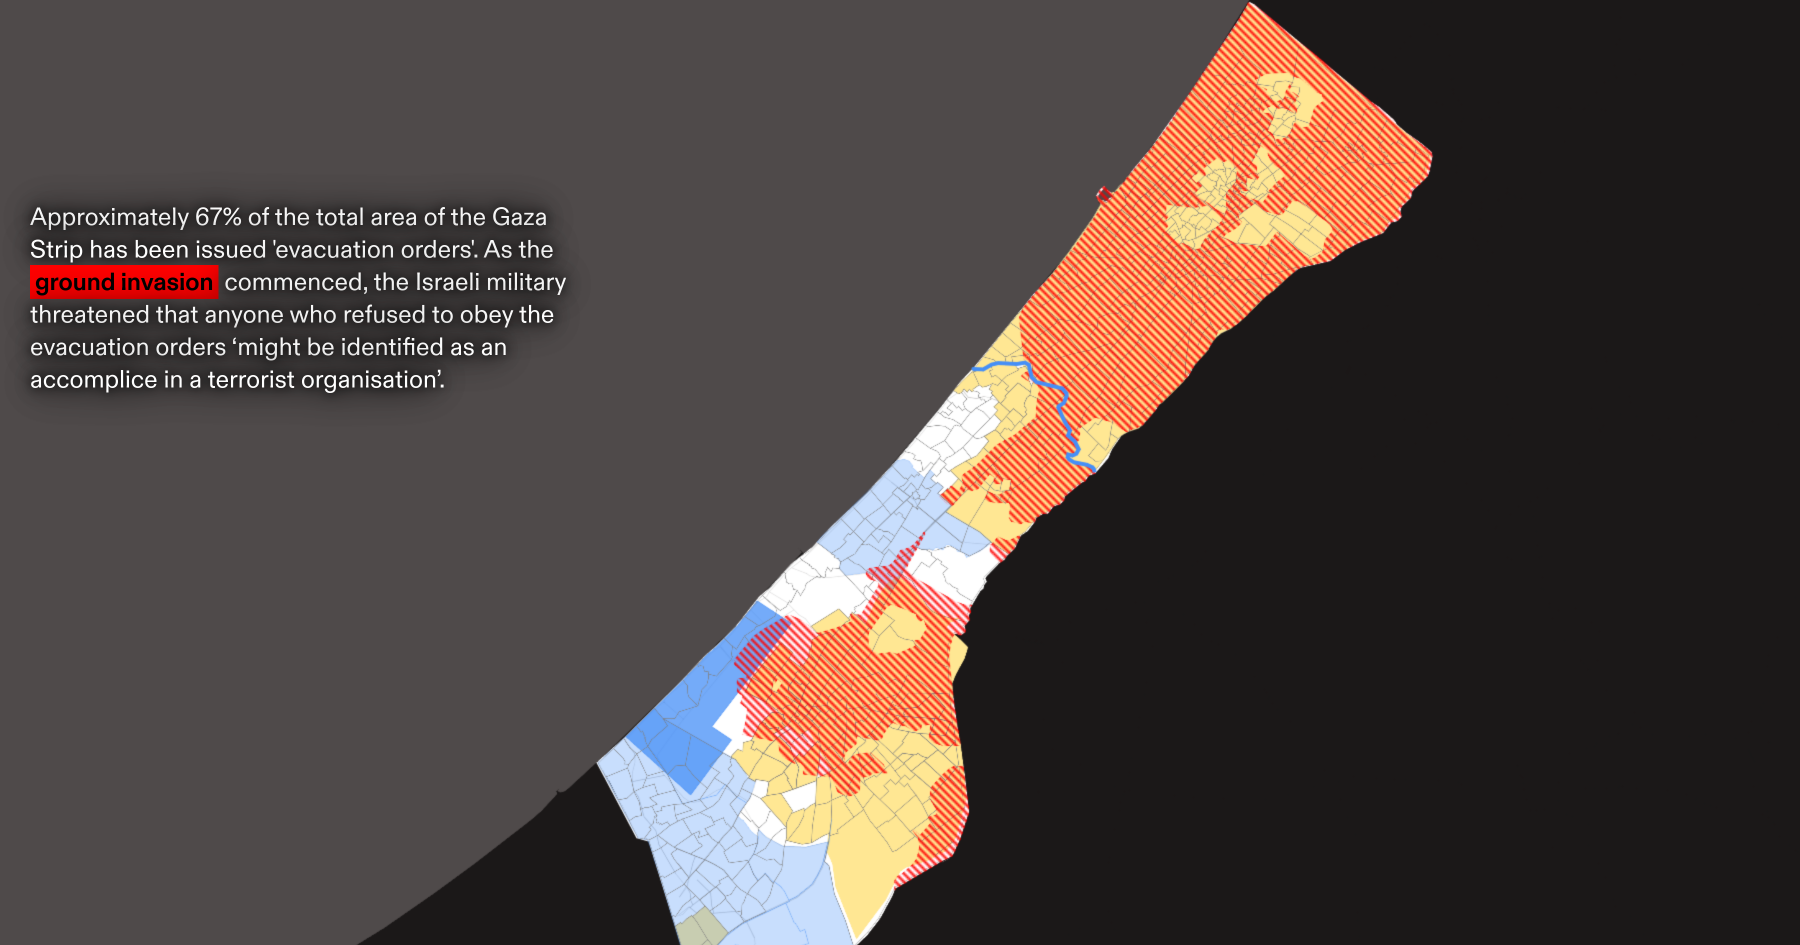 Approximately 67% of the total area of the Gaza
Strip has been issued 'evacuation orders'. As the
ground invasion commenced, the Israeli military
threatened that anyone who refused to obey the
evacuation orders ‘might be identified as an
accomplice in a terrorist organisation’.